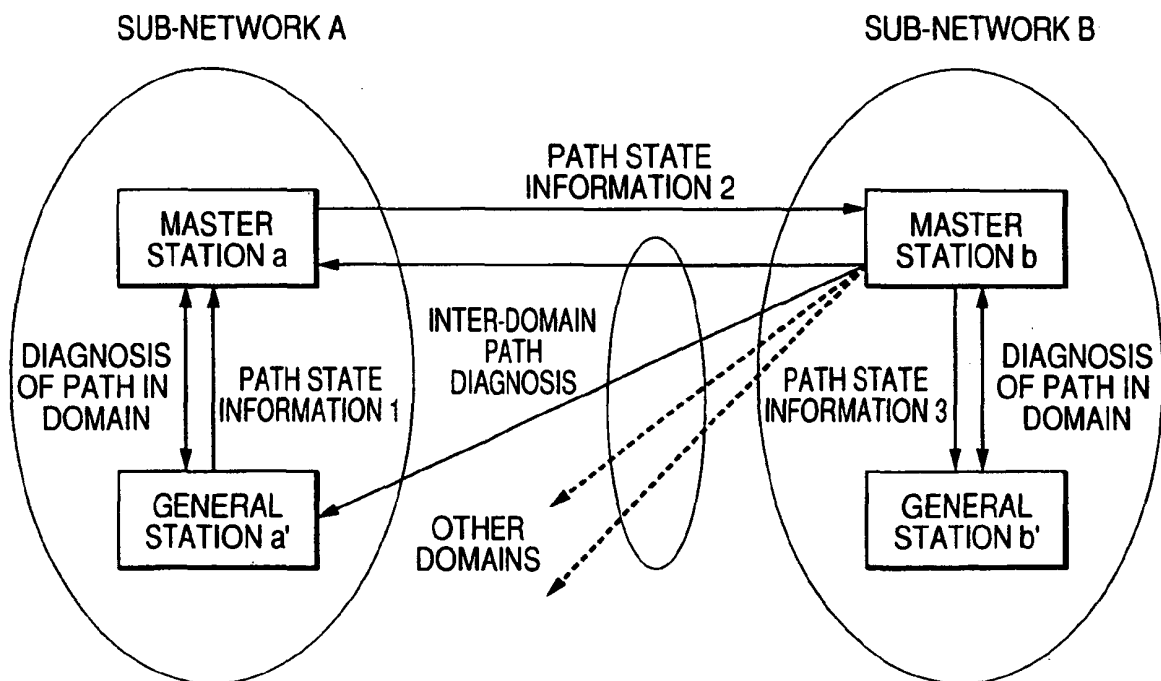 SUB-NETWORK A
SUB-NETWORK B
PATH STATE
INFORMATION 2
MASTER
STATION a
MASTER
STATION b
INTER-DOMAIN
PATH
DIAGNOSIS
DIAGNOSIS
OF PATH IN
DOMAIN
PATH STATE
INFORMATION 1
PATH STATE
INFORMATION 3
DIAGNOSIS
OF PATH IN
DOMAIN
GENERAL
STATION a'
OTHER
DOMAINS
GENERAL
STATION b'